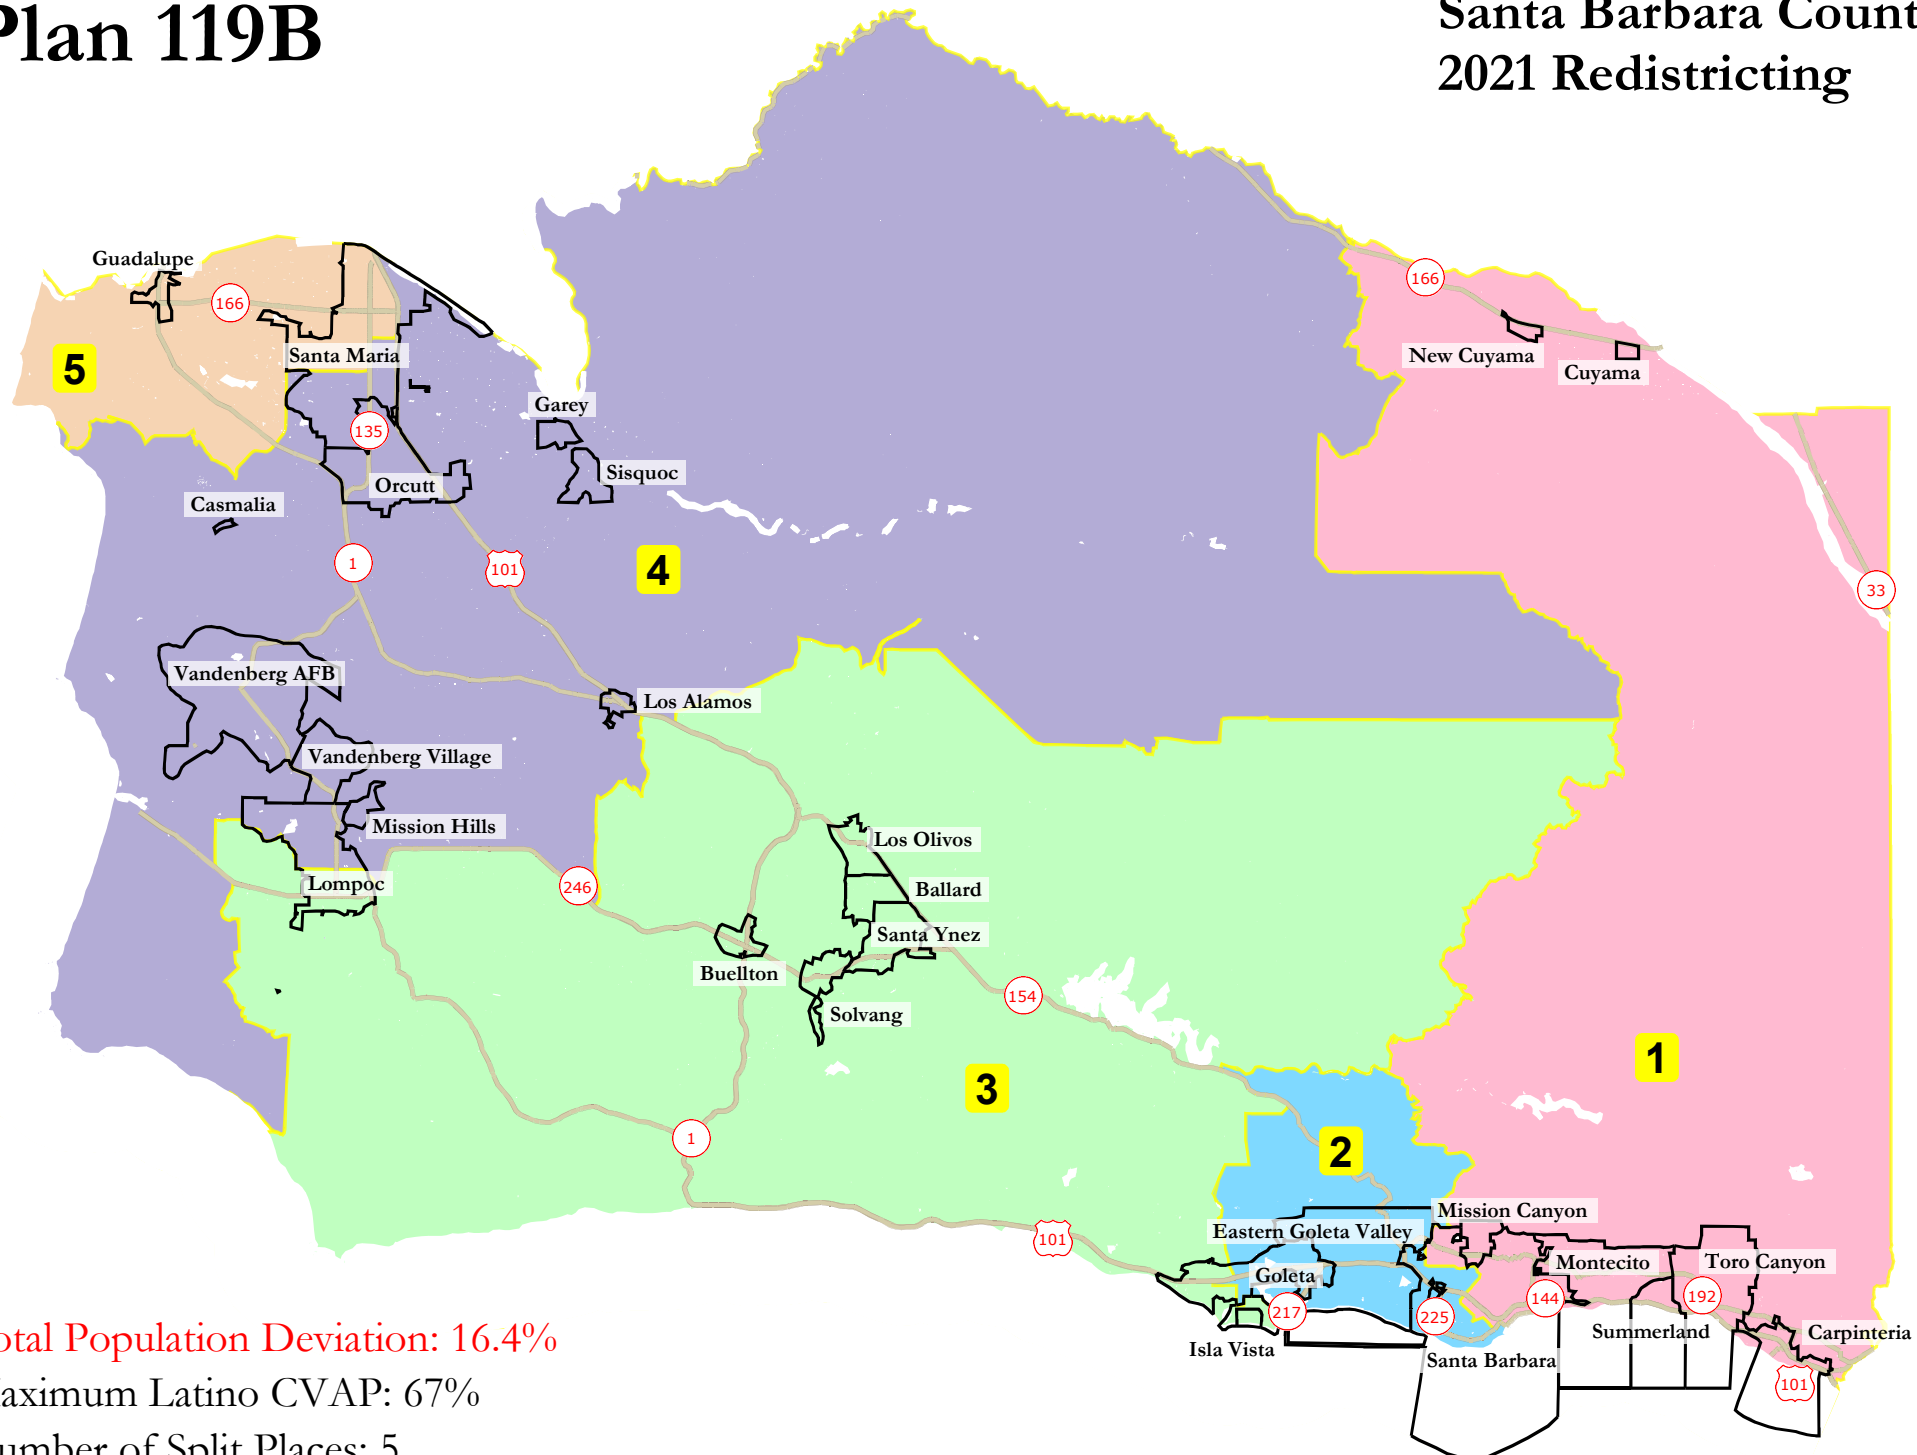 Plan 119B
Santa Barbara Count
2021 Redistricting
Guadalupe
166
166
5
Santa Maria
New Cuyama
Cuyama
Garey
135
Sisquoc
Orcutt
Casmalia
1
101
4
33
Vandenberg AFB
Los Alamos
Vandenberg Village
Mission Hills
Los Olivos
Lompoc
246
Ballard
Santa Ynez
Buellton
154
Solvang
1
3
1
2
Mission Canyon
Eastern Goleta Valley
101
Montecito
Toro Canyon
Goleta
217
225
144
192
Summerland
Carpinteria
Isla Vista
Santa Barbara
101
otal Population Deviation: 16.4%
aximum Latino CVAP: 67%
umber of Split Places: 5